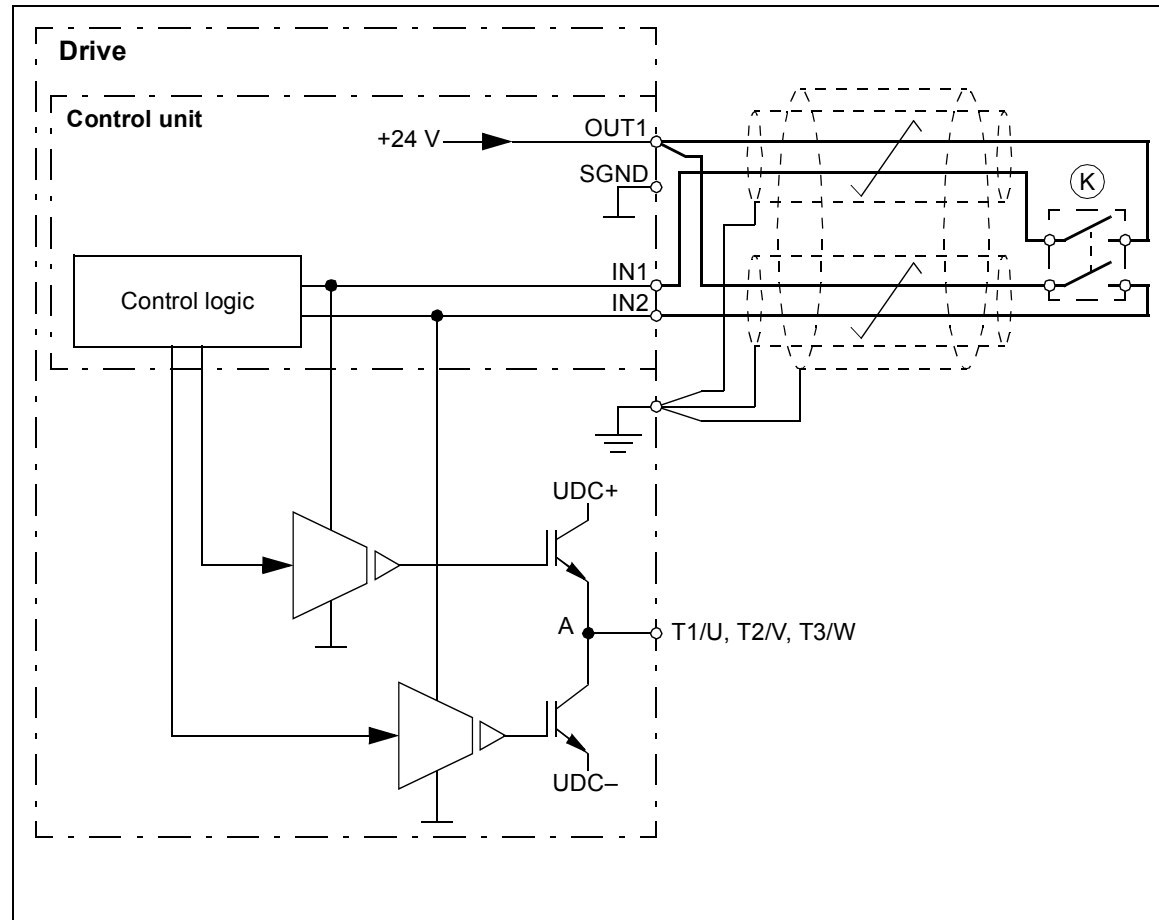 Drive
Control unit
+24 V
OUT1
SGND
K
IN1
Control logic
IN2
UDC+
A
T1/U, T2/V, T3/W
UDC–